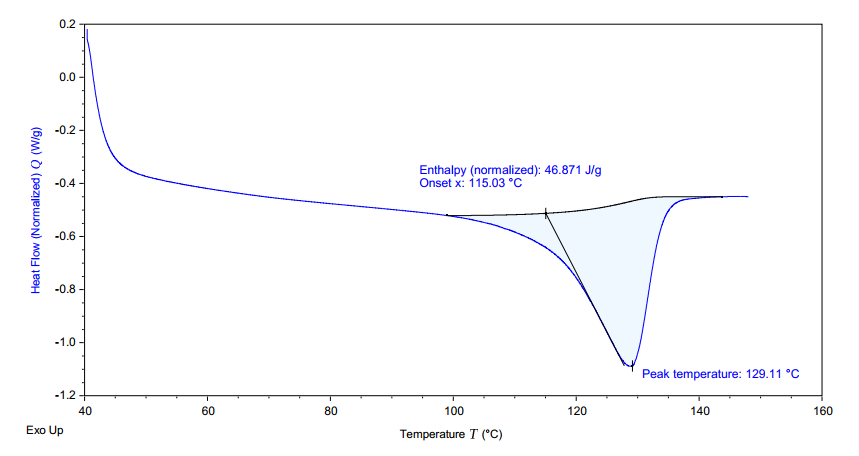 0.2
0.0
-0.2
-0.4
-0.6
-0.8
-1.0
-1.2
Heat Flow (Normalized) Q (W/g)
Enthalpy (normalized): 46.871 J/g
Onset x: 115.03 °C
Peak temperature: 129.11 °C
40 60 80 100 120 140 160
Exo Up
Temperature T (°C)